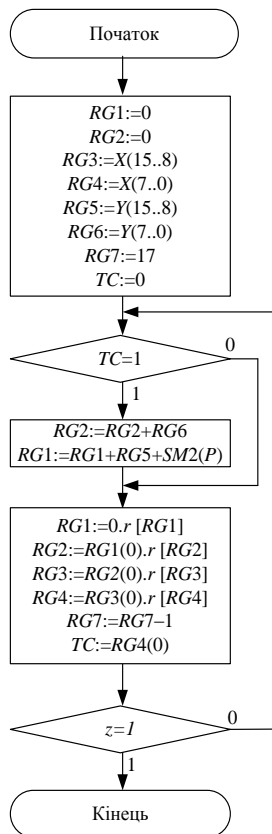 Початок
RG1:=0
RG2:=0
RG3:=X(15..8)
RG4:=X(7..0)
RG5:=Y(15..8)
RG6:=Y(7..0)
RG7:=17
TC:=0
TC=1
0
1
RG2:=RG2+RG6
RG1:=RG1+RG5+SM2(P)
RG1:=0.r [RG1]
RG2:=RG1(0).r [RG2]
RG3:=RG2(0).r [RG3]
RG4:=RG3(0).r [RG4]
RG7:=RG7–1
TC:=RG4(0)
z=1
0
1
Кінець